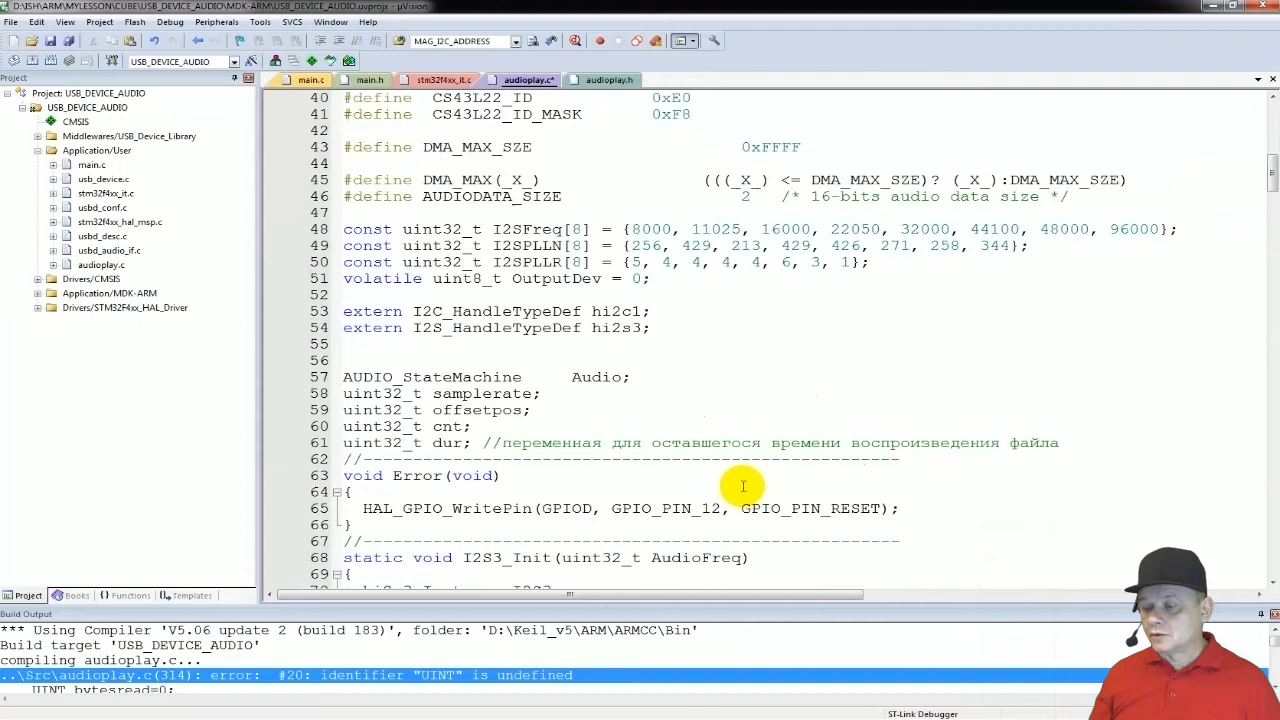 D:\ISH\ARM\MYLESSON\CUBE\USB_DEVICE_AUDIO\MDK-ARM\USB_DEVICE_AUDIO.uvprojx - µVision
File Edit View Project Flash Debug Peripherals Tools SVCS Window Help
MAG_I2C_ADDRESS
USB_DEVICE_AUDIO
Project
main.c main.h stm32f4xx_it.c audioplay.c* audioplay.h
Project: USB_DEVICE_AUDIO
USB_DEVICE_AUDIO
CMSIS
Middlewares/USB_Device_Library
Application/User
main.c
usb_device.c
stm32f4xx_it.c
usbd_conf.c
stm32f4xx_hal_msp.c
usbd_desc.c
usbd_audio_if.c
audioplay.c
Drivers/CMSIS
Application/MDK-ARM
Drivers/STM32F4xx_HAL_Driver
Project Books Functions Templates
40 #define CS43L22_ID 0xE0
41 #define CS43L22_ID_MASK 0xF8
42
43 #define DMA_MAX_SZE 0xFFFF
44
45 #define DMA_MAX(_X_) (((_X_) <= DMA_MAX_SZE)? (_X_):DMA_MAX_SZE)
46 #define AUDIODATA_SIZE 2 /* 16-bits audio data size */
47
48 const uint32_t I2SFreq[8] = {8000, 11025, 16000, 22050, 32000, 44100, 48000, 96000};
49 const uint32_t I2SPLLN[8] = {256, 429, 213, 429, 426, 271, 258, 344};
50 const uint32_t I2SPLLR[8] = {5, 4, 4, 4, 4, 6, 3, 1};
51 volatile uint8_t OutputDev = 0;
52
53 extern I2C_HandleTypeDef hi2c1;
54 extern I2S_HandleTypeDef hi2s3;
55
56
57 AUDIO_StateMachine Audio;
58 uint32_t samplerate;
59 uint32_t offsetpos;
60 uint32_t cnt;
61 uint32_t dur; //переменная для оставшегося времени воспроизведения файла
62 //------------------------------------------------------
63 void Error(void)
64 {
65 HAL_GPIO_WritePin(GPIOD, GPIO_PIN_12, GPIO_PIN_RESET);
66 }
67 //------------------------------------------------------
68 static void I2S3_Init(uint32_t AudioFreq)
69 {
Build Output
*** Using Compiler 'V5.06 update 2 (build 183)', folder: 'D:\Keil_v5\ARM\ARMCC\Bin'
Build target 'USB_DEVICE_AUDIO'
compiling audioplay.c...
..\Src\audioplay.c(314): error: #20: identifier "UINT" is undefined
UINT bytesread=0;
ST-Link Debugger